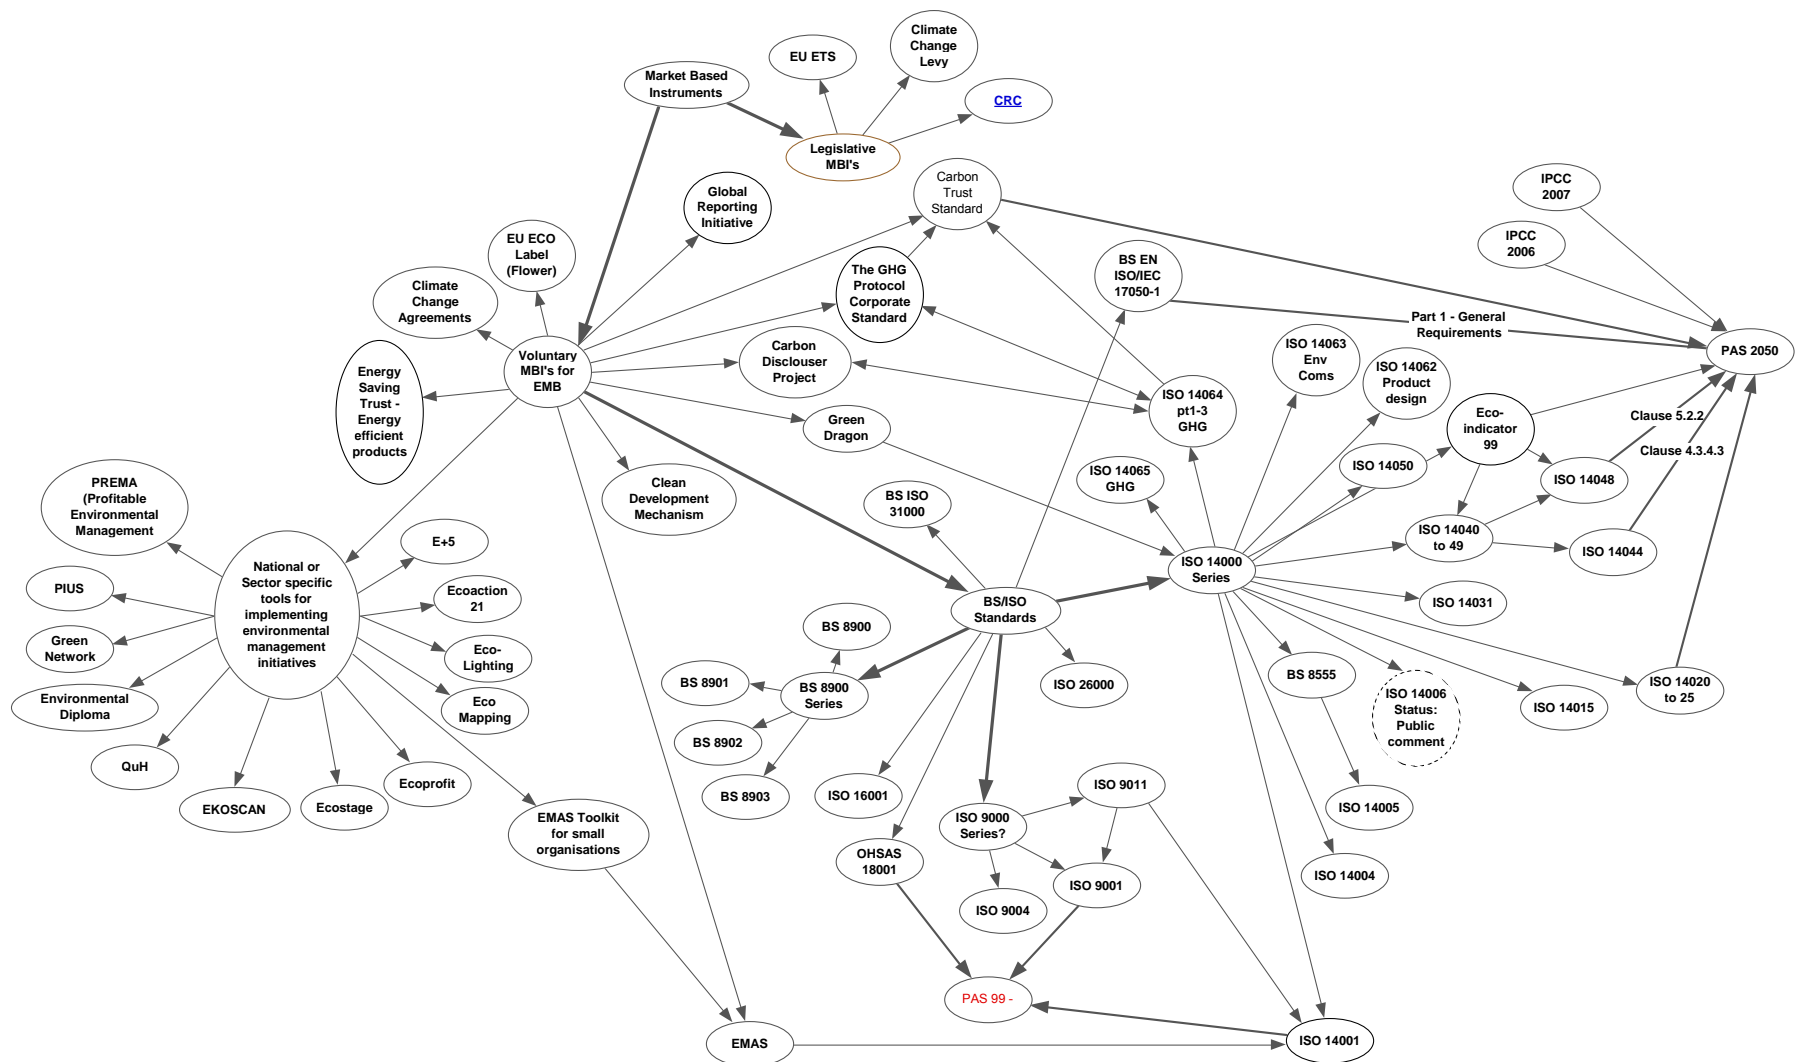 Market Based
Instruments
EU ETS
Climate
Change
Levy
CRC
Legislative
MBI's
Global
Reporting
Initiative
Carbon
Trust
Standard
IPCC
2007
IPCC
2006
EU ECO
Label
(Flower)
Climate
Change
Agreements
The GHG
Protocol
Corporate
Standard
BS EN
ISO/IEC
17050-1
Part 1 - General
Requirements
PAS 2050
Voluntary
MBI's for
EMB
Carbon
Disclouser
Project
ISO 14063
Env
Coms
ISO 14062
Product
design
Energy
Saving
Trust -
Energy
efficient
products
Green
Dragon
ISO 14064
pt1-3
GHG
Eco-
indicator
99
Clause 5.2.2
Clause 4.3.4.3
ISO 14050
ISO 14048
ISO 14065
GHG
Clean
Development
Mechanism
BS ISO
31000
PREMA
(Profitable
Environmental
Management
E+5
ISO 14040
to 49
ISO 14044
ISO 14000
Series
National or
Sector specific
tools for
implementing
environmental
management
initiatives
PIUS
Ecoaction
21
BS/ISO
Standards
ISO 14031
Green
Network
Eco-
Lighting
BS 8900
BS 8901
BS 8900
Series
ISO 26000
BS 8555
ISO 14020
to 25
Environmental
Diploma
Eco
Mapping
ISO 14006
Status:
Public
comment
ISO 14015
BS 8902
QuH
Ecoprofit
BS 8903
ISO 16001
ISO 9011
EKOSCAN
Ecostage
ISO 14005
EMAS Toolkit
for small
organisations
ISO 9000
Series?
OHSAS
18001
ISO 9001
ISO 14004
ISO 9004
PAS 99 -
EMAS
ISO 14001